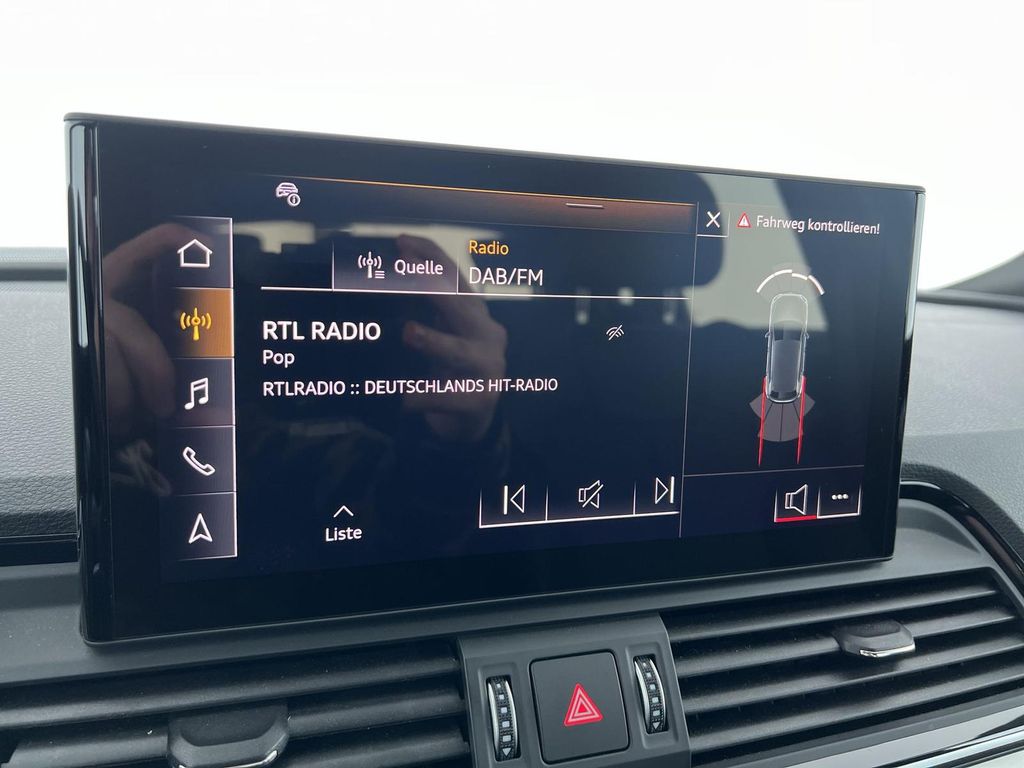 Fahrweg kontrollieren!
Quelle
Radio
DAB/FM
RTL RADIO
Pop
RTLRADIO :: DEUTSCHLANDS HIT-RADIO
Liste